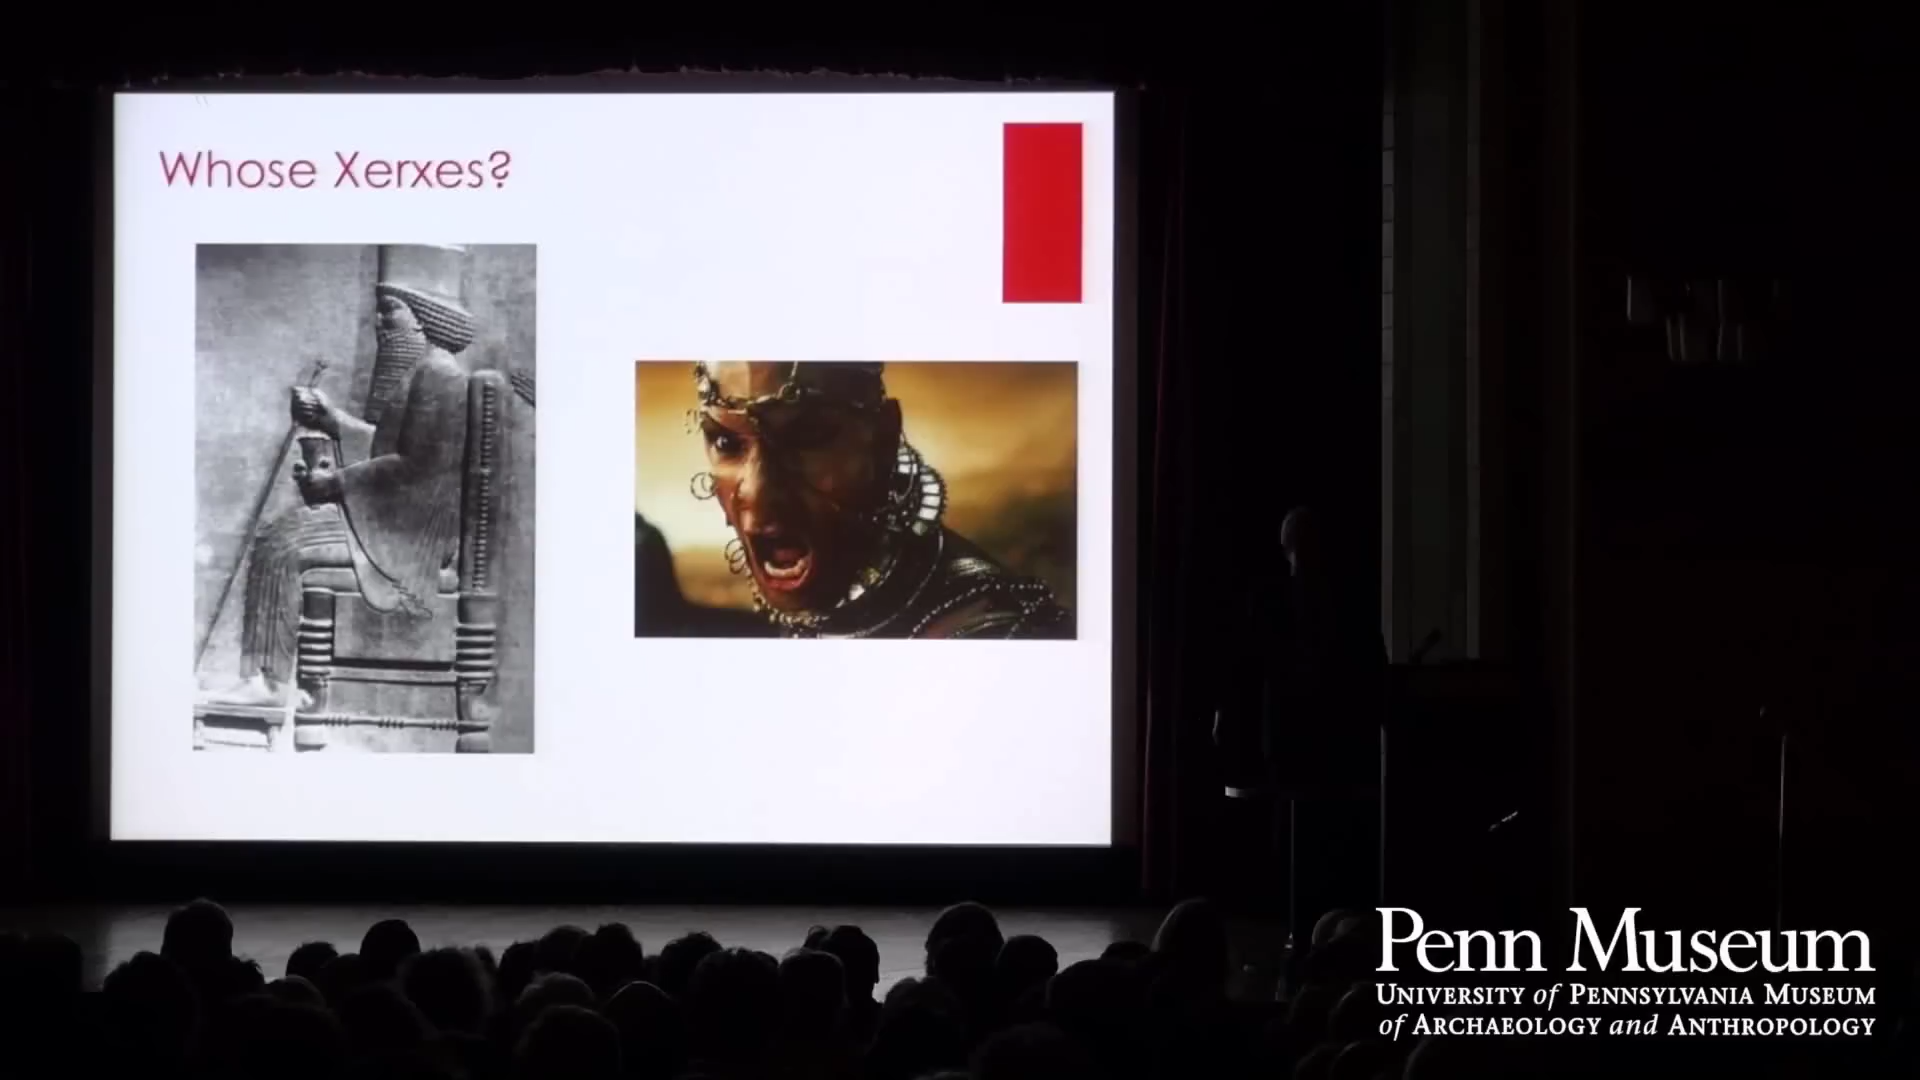 Whose Xerxes?
Penn Museum
UNIVERSITY of PENNSYLVANIA MUSEUM
of ARCHAEOLOGY and ANTHROPOLOGY